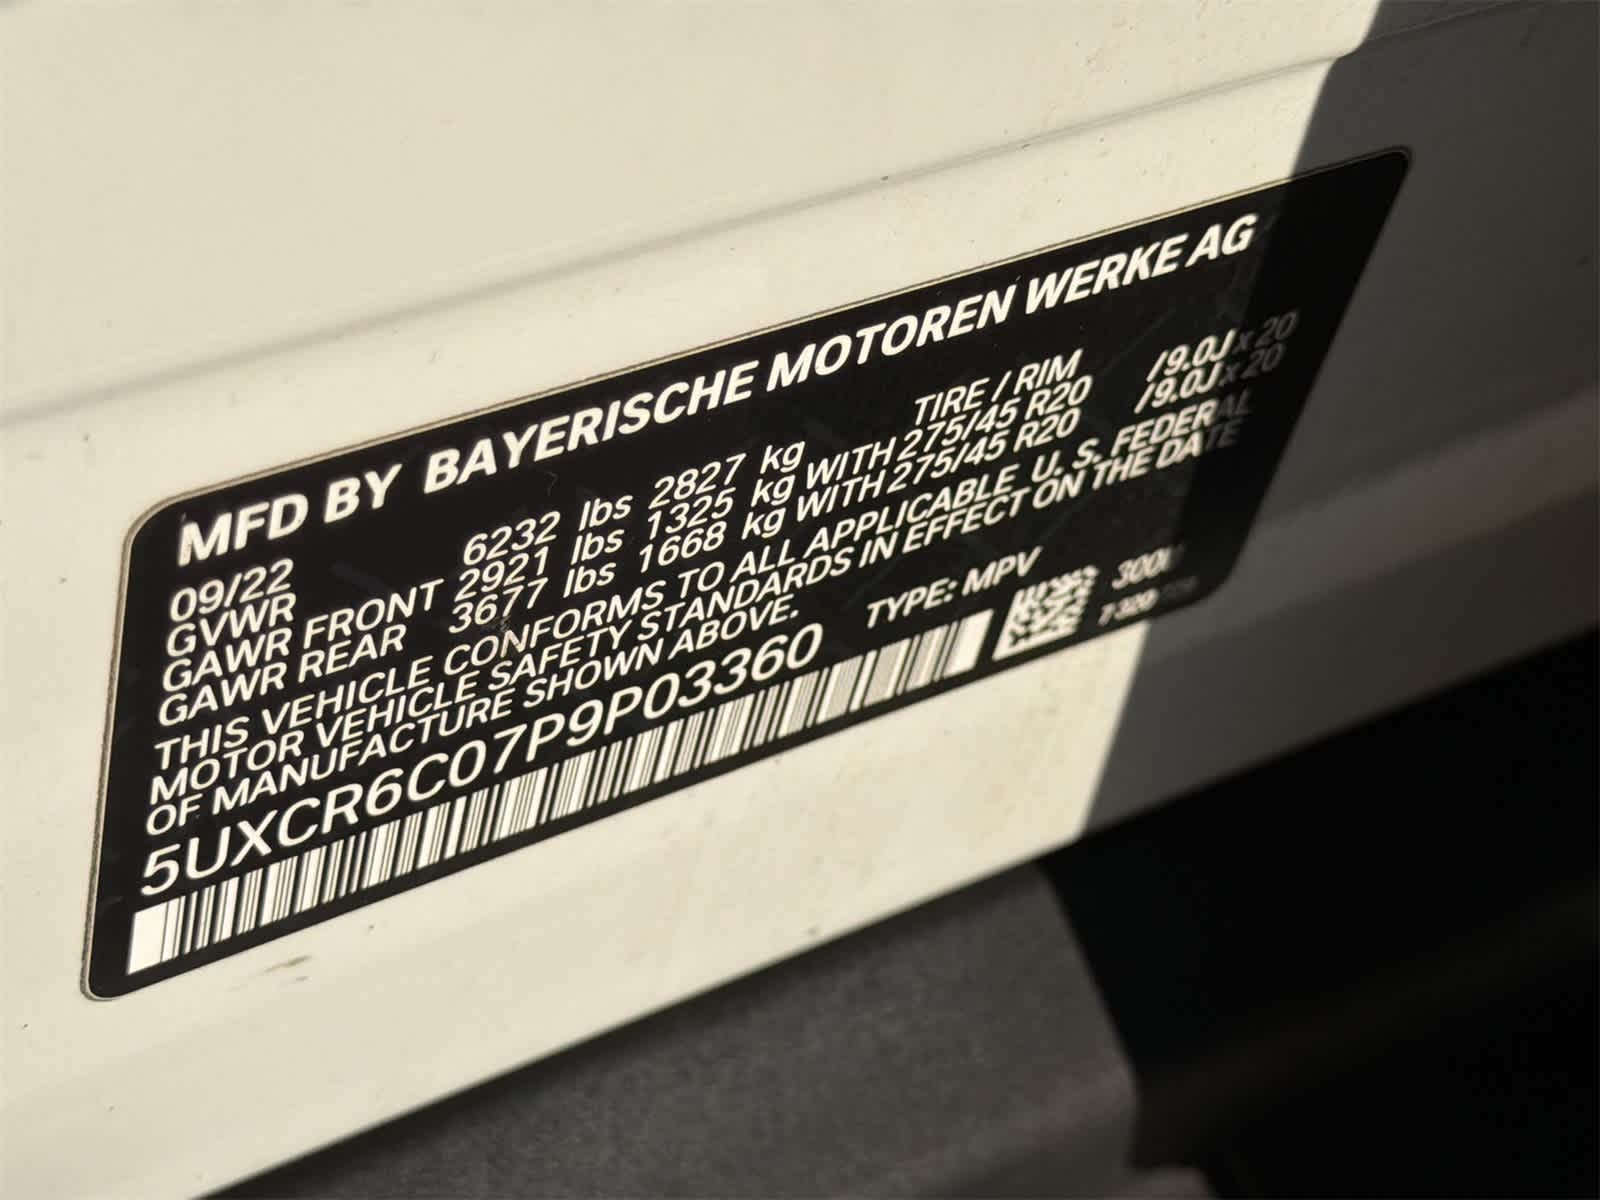 MFD BY BAYERISCHE MOTOREN WERKE AG
09/22
GVWR 6232 lbs 2827 kg TIRE / RIM
GAWR FRONT 2921 lbs 1325 kg WITH 275/45 R20 /9.0J x 20
GAWR REAR 3677 lbs 1668 kg WITH 275/45 R20 /9.0J x 20
THIS VEHICLE CONFORMS TO ALL APPLICABLE U. S. FEDERAL
MOTOR VEHICLE SAFETY STANDARDS IN EFFECT ON THE DATE
OF MANUFACTURE SHOWN ABOVE.
5UXCR6C07P9P03360 TYPE: MPV